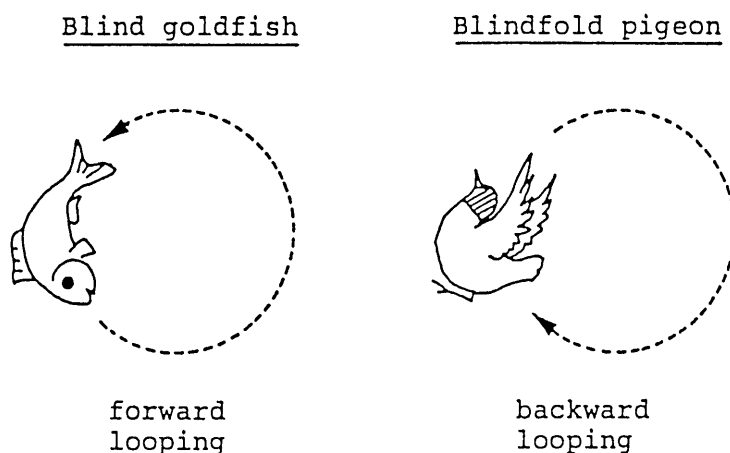 Blind goldfish
Blindfold pigeon
forward
looping
backward
looping